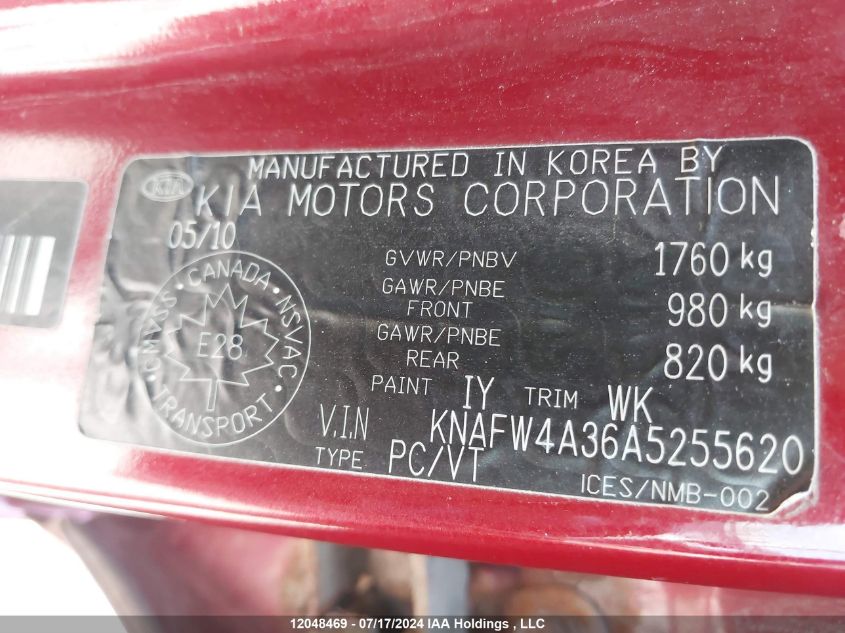 MANUFACTURED IN KOREA BY
KIA KIA MOTORS CORPORATION
05/10
GVWR/PNBV 1760 kg
GAWR/PNBE
FRONT 980 kg
GAWR/PNBE
REAR 820 kg
PAINT IY TRIM WK
V.I.N KNAFW4A36A5255620
TYPE PC/VT
ICES/NMB-002
CANADA • NSVAC •
TRANSPORT • CMVSS •
E28
12048469 - 07/17/2024 IAA Holdings , LLC